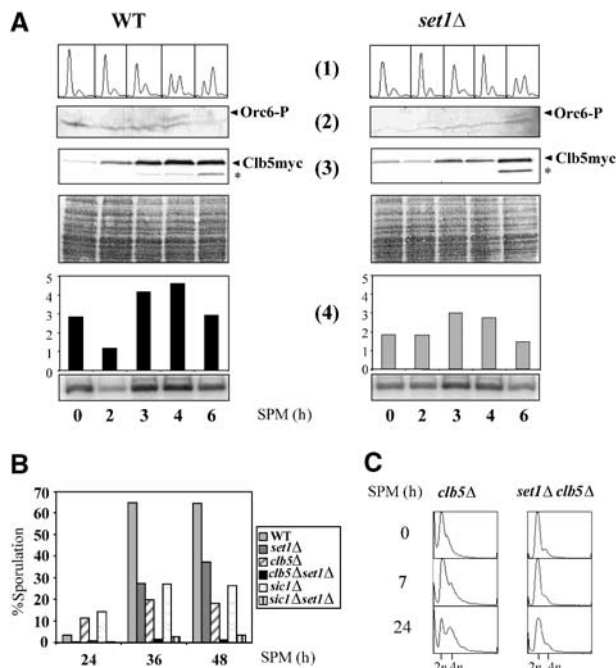 A
WT
set1Δ
(1)
Orc6-P
(2)
Orc6-P
Clb5myc
(3)
Clb5myc
*
*
5
4
3
2
1
0
(4)
5
4
3
2
1
0
0 2 3 4 6 SPM (h) 0 2 3 4 6
B
%Sporulation
70
60
50
40
30
20
10
0
24 36 48 SPM (h)
WT
set1Δ
clb5Δ
clb5Δset1Δ
sic1Δ
sic1Δset1Δ
C
SPM (h)
clb5Δ
set1Δ clb5Δ
0
7
24
2n 4n
2n 4n